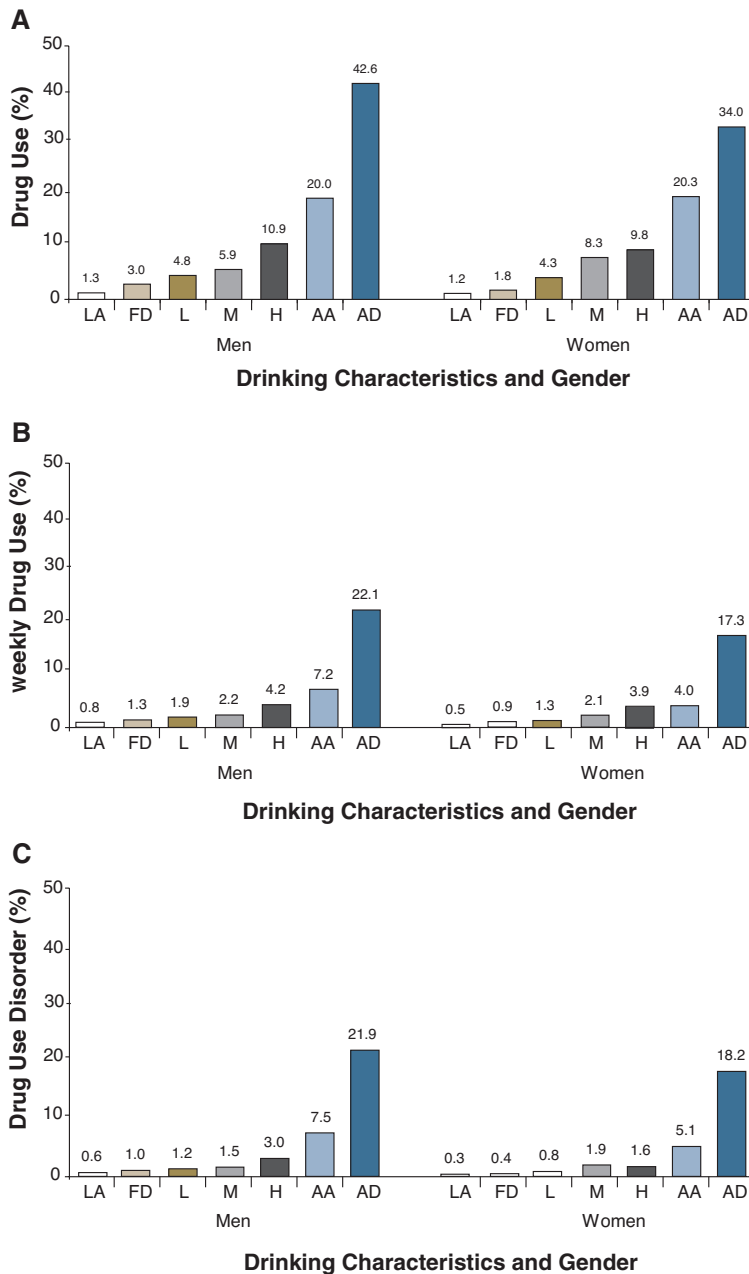 A
Drug Use (%)
50
40
30
20
10
0
1.3 3.0 4.8 5.9 10.9 20.0 42.6 1.2 1.8 4.3 8.3 9.8 20.3 34.0
LA FD L M H AA AD LA FD L M H AA AD
Men Women
Drinking Characteristics and Gender
B
weekly Drug Use (%)
50
40
30
20
10
0
0.8 1.3 1.9 2.2 4.2 7.2 22.1 0.5 0.9 1.3 2.1 3.9 4.0 17.3
LA FD L M H AA AD LA FD L M H AA AD
Men Women
Drinking Characteristics and Gender
C
Drug Use Disorder (%)
50
40
30
20
10
0
0.6 1.0 1.2 1.5 3.0 7.5 21.9 0.3 0.4 0.8 1.9 1.6 5.1 18.2
LA FD L M H AA AD LA FD L M H AA AD
Men Women
Drinking Characteristics and Gender